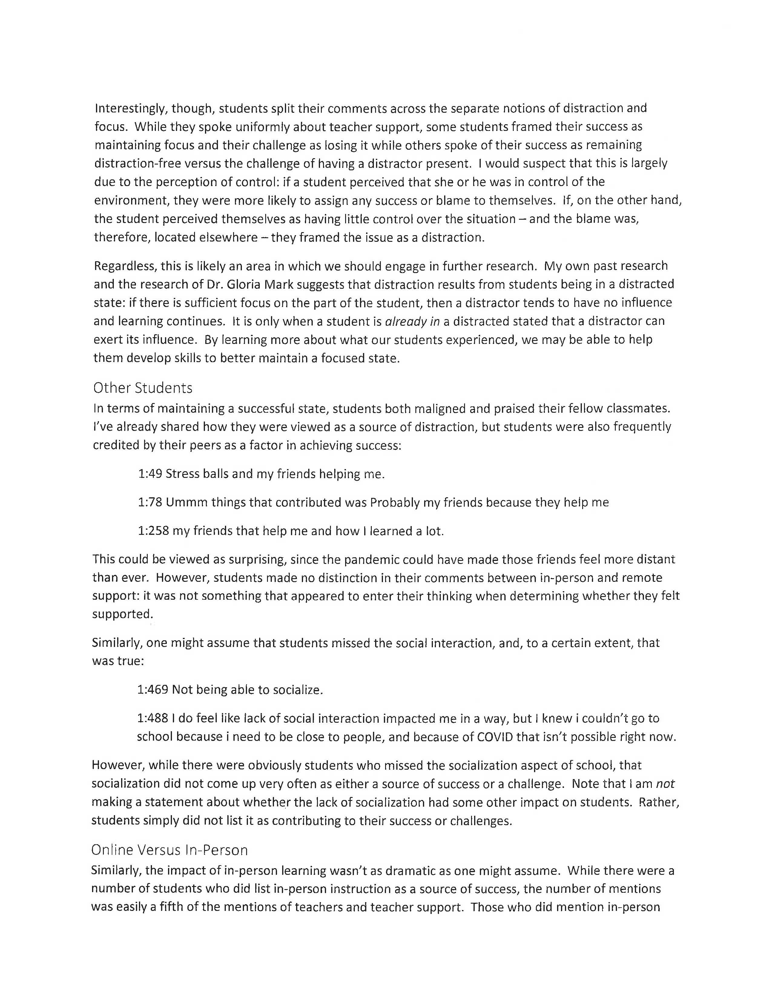 Interestingly, though, students split their comments across the separate notions of distraction and
focus.  While they spoke uniformly about teacher support, some students framed their success as
maintaining focus and their challenge as losing it while others spoke of their success as remaining
distraction-free versus the challenge of having a distractor present.  I would suspect that this is largely
due to the perception of control: if a student perceived that she or he was in control of the
environment, they were more likely to assign any success or blame to themselves.  If, on the other hand,
the student perceived themselves as having little control over the situation – and the blame was,
therefore, located elsewhere – they framed the issue as a distraction.
Regardless, this is likely an area in which we should engage in further research.  My own past research
and the research of Dr. Gloria Mark suggests that distraction results from students being in a distracted
state: if there is sufficient focus on the part of the student, then a distractor tends to have no influence
and learning continues.  It is only when a student is already in a distracted stated that a distractor can
exert its influence.  By learning more about what our students experienced, we may be able to help
them develop skills to better maintain a focused state.
Other Students
In terms of maintaining a successful state, students both maligned and praised their fellow classmates.
I've already shared how they were viewed as a source of distraction, but students were also frequently
credited by their peers as a factor in achieving success:
1:49 Stress balls and my friends helping me.
1:78 Ummm things that contributed was Probably my friends because they help me
1:258 my friends that help me and how I learned a lot.
This could be viewed as surprising, since the pandemic could have made those friends feel more distant
than ever.  However, students made no distinction in their comments between in-person and remote
support: it was not something that appeared to enter their thinking when determining whether they felt
supported.
Similarly, one might assume that students missed the social interaction, and, to a certain extent, that
was true:
1:469 Not being able to socialize.
1:488 I do feel like lack of social interaction impacted me in a way, but I knew i couldn't go to
school because i need to be close to people, and because of COVID that isn't possible right now.
However, while there were obviously students who missed the socialization aspect of school, that
socialization did not come up very often as either a source of success or a challenge.  Note that I am not
making a statement about whether the lack of socialization had some other impact on students.  Rather,
students simply did not list it as contributing to their success or challenges.
Online Versus In-Person
Similarly, the impact of in-person learning wasn't as dramatic as one might assume.  While there were a
number of students who did list in-person instruction as a source of success, the number of mentions
was easily a fifth of the mentions of teachers and teacher support.  Those who did mention in-person